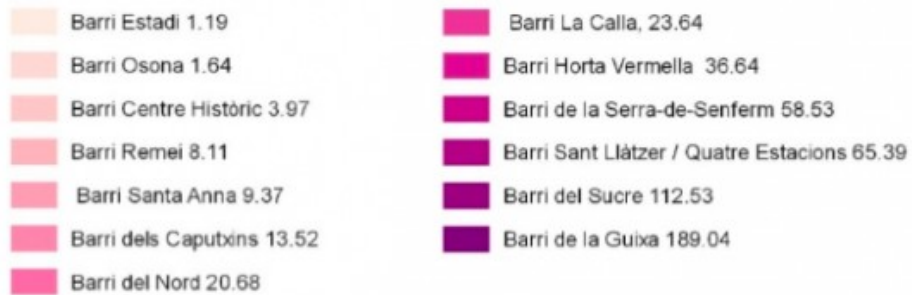 Barri Estadi 1.19
Barri Osona 1.64
Barri Centre Històric 3.97
Barri Remei 8.11
Barri Santa Anna 9.37
Barri dels Caputxins 13.52
Barri del Nord 20.68
Barri La Calla, 23.64
Barri Horta Vermella 36.64
Barri de la Serra-de-Senferm 58.53
Barri Sant Llàtzer / Quatre Estacions 65.39
Barri del Sucre 112.53
Barri de la Guixa 189.04